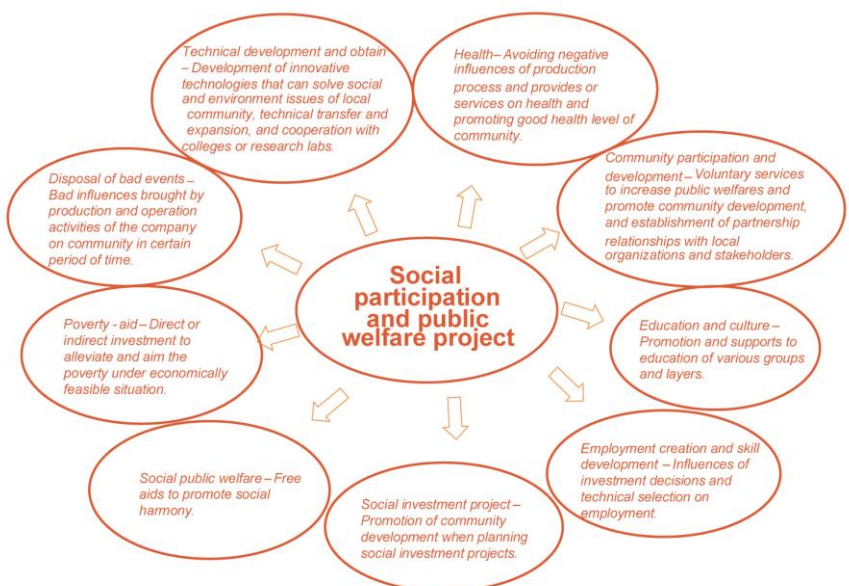 Technical development and obtain
– Development of innovative
technologies that can solve social
and environment issues of local
community, technical transfer and
expansion, and cooperation with
colleges or research labs.
Health– Avoiding negative
influences of production
process and provides or
services on health and
promoting good health level of
community.
Community participation and
development – Voluntary services
to increase public welfares and
promote community development,
and establishment of partnership
relationships with local
organizations and stakeholders.
Disposal of bad events –
Bad influences brought by
production and operation
activities of the company
on community in certain
period of time.
Social
participation
and public
welfare project
Poverty - aid – Direct or
indirect investment to
alleviate and aim the
poverty under economically
feasible situation.
Education and culture –
Promotion and supports to
education of various groups
and layers.
Social public welfare – Free
aids to promote social
harmony.
Social investment project –
Promotion of community
development when planning
social investment projects.
Employment creation and skill
development – Influences of
investment decisions and
technical selection on
employment.